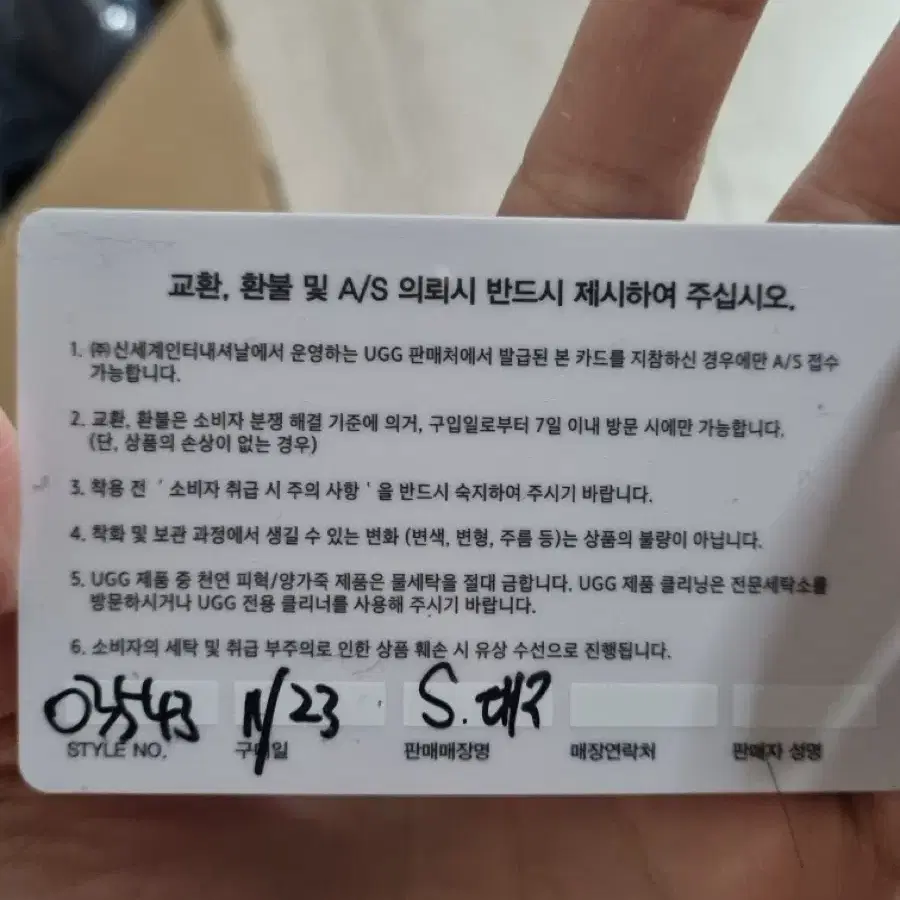 교환, 환불 및 A/S 의뢰시 반드시 제시하여 주십시오.
1. ㈜신세계인터내셔날에서 운영하는 UGG 판매처에서 발급된 본 카드를 지참하신 경우에만 A/S 접수
가능합니다.
2. 교환, 환불은 소비자 분쟁 해결 기준에 의거, 구입일로부터 7일 이내 방문 시에만 가능합니다.
(단, 상품의 손상이 없는 경우)
3. 착용 전 ' 소비자 취급 시 주의 사항 ' 을 반드시 숙지하여 주시기 바랍니다.
4. 착화 및 보관 과정에서 생길 수 있는 변화 (변색, 변형, 주름 등)는 상품의 불량이 아닙니다.
5. UGG 제품 중 천연 피혁/양가죽 제품은 물세탁을 절대 금합니다. UGG 제품 클리닝은 전문세탁소를
방문하시거나 UGG 전용 클리너를 사용해 주시기 바랍니다.
6. 소비자의 세탁 및 취급 부주의로 인한 상품 훼손 시 유상 수선으로 진행됩니다.
11/23 S.대구
STYLE NO. 구매일 판매매장명 매장연락처 판매자 성명